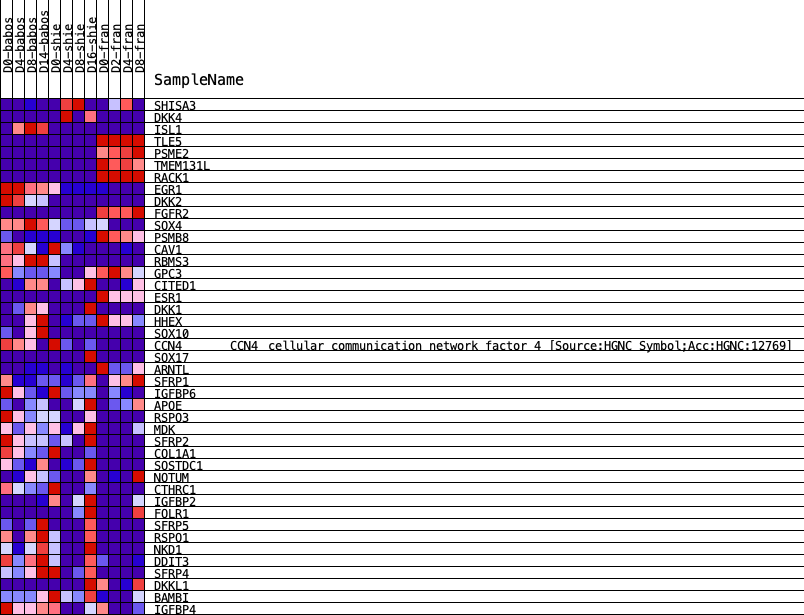 D0-babos
D4-babos
D8-babos
D14-babos
D0-shie
D4-shie
D8-shie
D16-shie
D0-fran
D2-fran
D4-fran
D8-fran
SampleName
SHISA3
DKK4
ISL1
TLE5
PSME2
TMEM131L
RACK1
EGR1
DKK2
FGFR2
SOX4
PSMB8
CAV1
RBMS3
GPC3
CITED1
ESR1
DKK1
HHEX
SOX10
CCN4 CCN4 cellular communication network factor 4 [Source:HGNC Symbol;Acc:HGNC:12769]
SOX17
ARNTL
SFRP1
IGFBP6
APOE
RSPO3
MDK
SFRP2
COL1A1
SOSTDC1
NOTUM
CTHRC1
IGFBP2
FOLR1
SFRP5
RSPO1
NKD1
DDIT3
SFRP4
DKKL1
BAMBI
IGFBP4